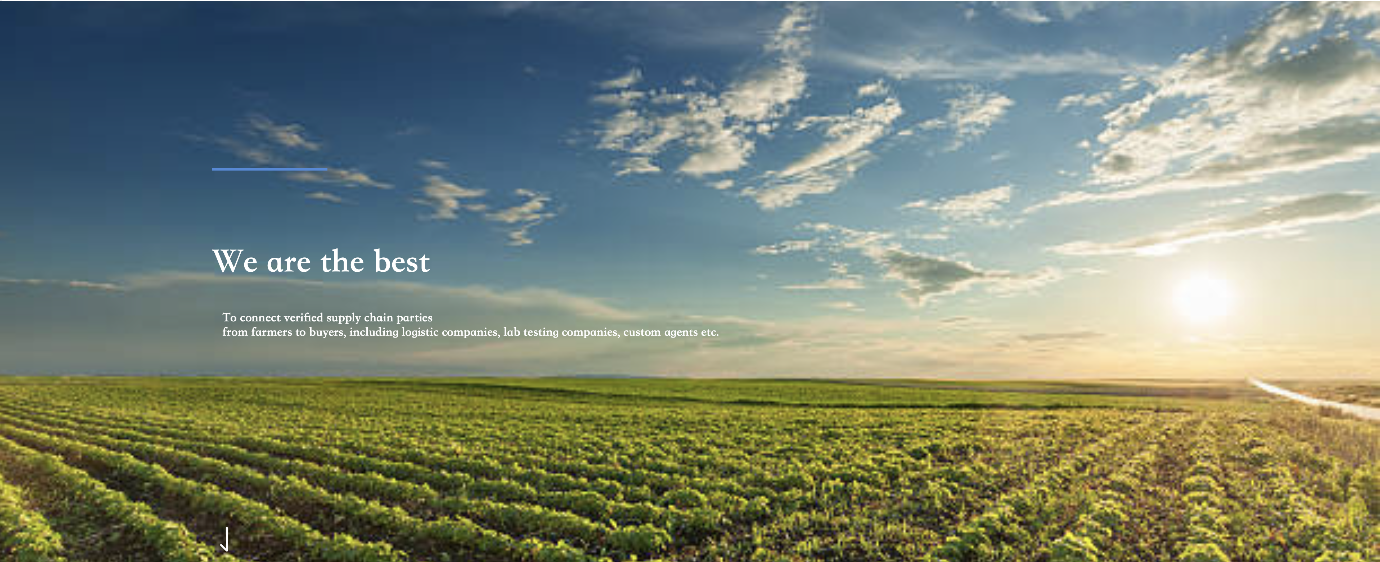 We are the best
To connect verified supply chain parties
from farmers to buyers, including logistic companies, lab testing companies, custom agents etc.